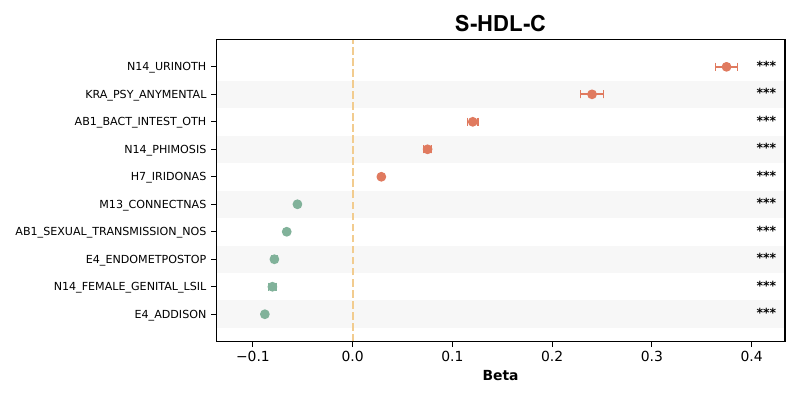 S-HDL-C
N14_URINOTH ***
KRA_PSY_ANYMENTAL ***
AB1_BACT_INTEST_OTH ***
N14_PHIMOSIS ***
H7_IRIDONAS ***
M13_CONNECTNAS ***
AB1_SEXUAL_TRANSMISSION_NOS ***
E4_ENDOMETPOSTOP ***
N14_FEMALE_GENITAL_LSIL ***
E4_ADDISON ***
−0.1 0.0 0.1 0.2 0.3 0.4
Beta